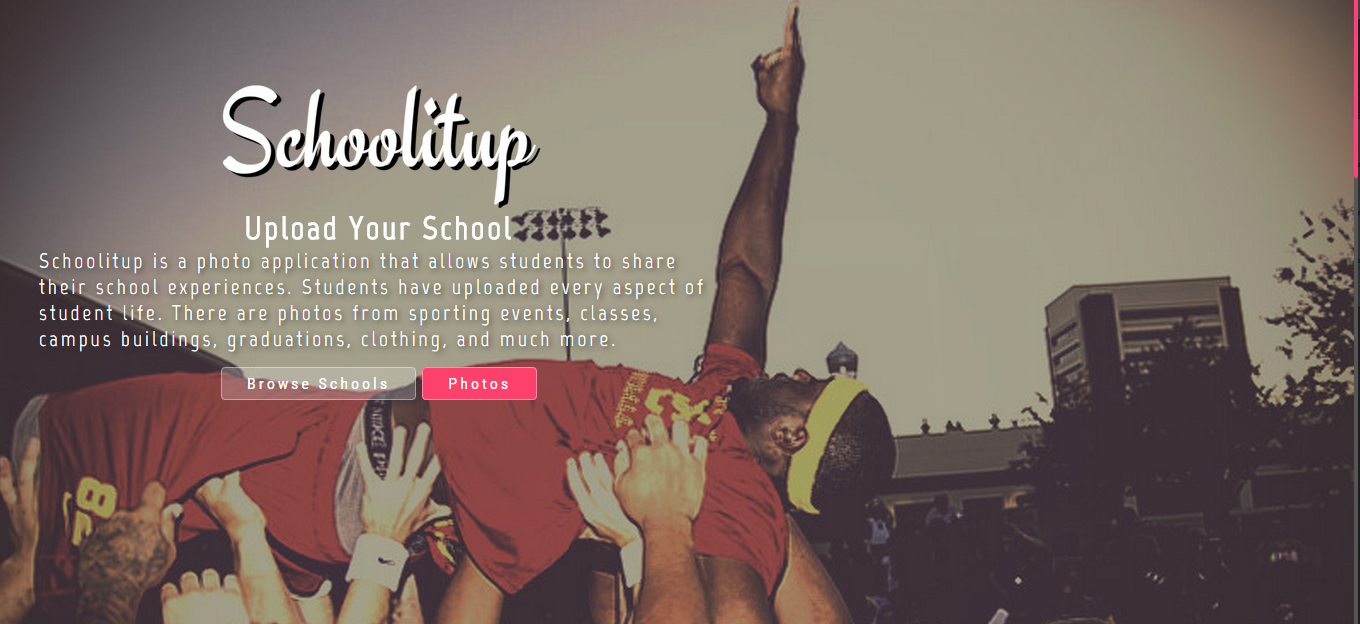 Schoolitup
Upload Your School
Schoolitup is a photo application that allows students to share
their school experiences. Students have uploaded every aspect of
student life. There are photos from sporting events, classes,
campus buildings, graduations, clothing, and much more.
Browse Schools
Photos